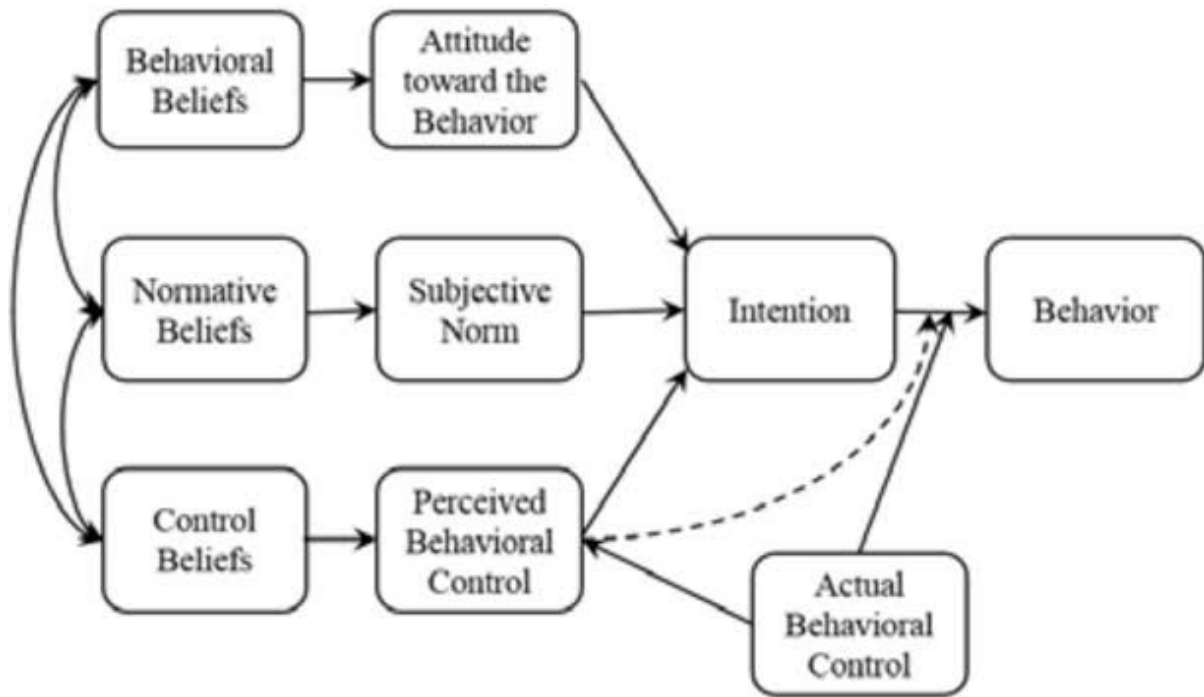 Behavioral
Beliefs
Attitude
toward the
Behavior
Normative
Beliefs
Subjective
Norm
Intention
Behavior
Control
Beliefs
Perceived
Behavioral
Control
Actual
Behavioral
Control